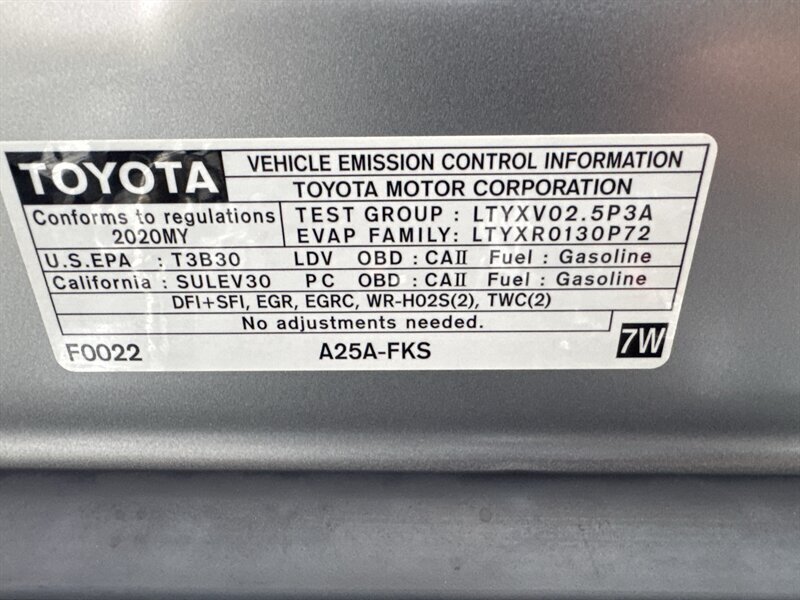 TOYOTA
VEHICLE EMISSION CONTROL INFORMATION
TOYOTA MOTOR CORPORATION
Conforms to regulations
2020MY
TEST GROUP : LTYXV02.5P3A
EVAP FAMILY: LTYXR0130P72
U.S.EPA : T3B30 LDV OBD : CAII Fuel : Gasoline
California : SULEV30 PC OBD : CAII Fuel : Gasoline
DFI+SFI, EGR, EGRC, WR-HO2S(2), TWC(2)
No adjustments needed.
F0022 A25A-FKS 7W